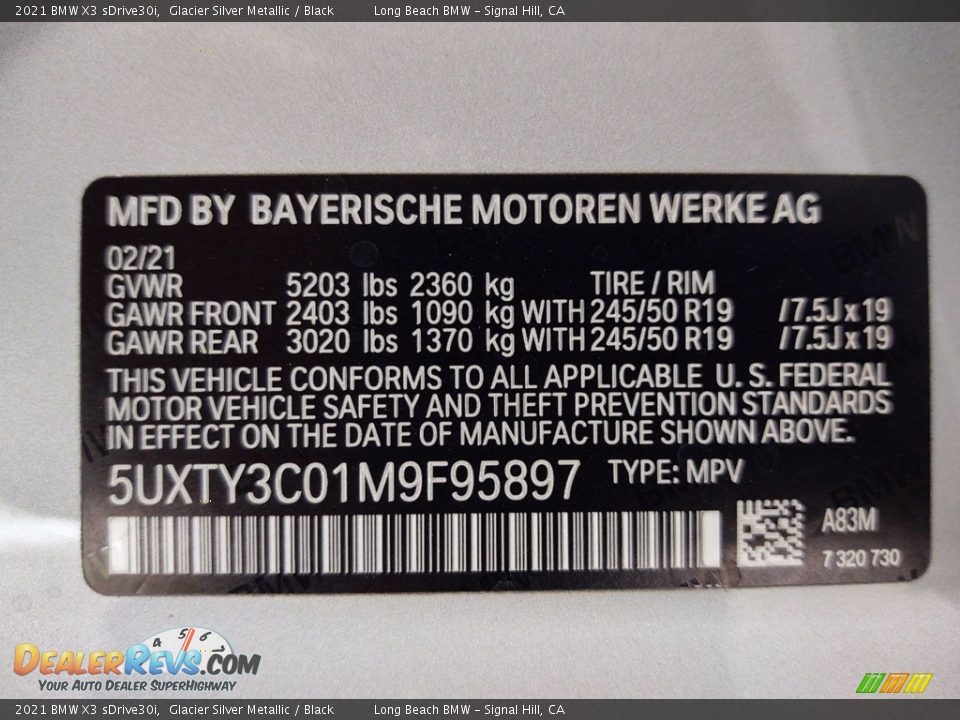 2021 BMW X3 sDrive30i,  Glacier Silver Metallic / Black  Long Beach BMW – Signal Hill, CA
MFD BY BAYERISCHE MOTOREN WERKE AG
02/21
GVWR 5203 lbs 2360 kg TIRE / RIM
GAWR FRONT 2403 lbs 1090 kg WITH 245/50 R19 /7.5J x 19
GAWR REAR 3020 lbs 1370 kg WITH 245/50 R19 /7.5J x 19
THIS VEHICLE CONFORMS TO ALL APPLICABLE U. S. FEDERAL
MOTOR VEHICLE SAFETY AND THEFT PREVENTION STANDARDS
IN EFFECT ON THE DATE OF MANUFACTURE SHOWN ABOVE.
5UXTY3C01M9F95897 TYPE: MPV
A83M
7 320 730
4 5 6 7
DealerRevs.com
Your Auto Dealer SuperHighway
2021 BMW X3 sDrive30i,  Glacier Silver Metallic / Black  Long Beach BMW – Signal Hill, CA